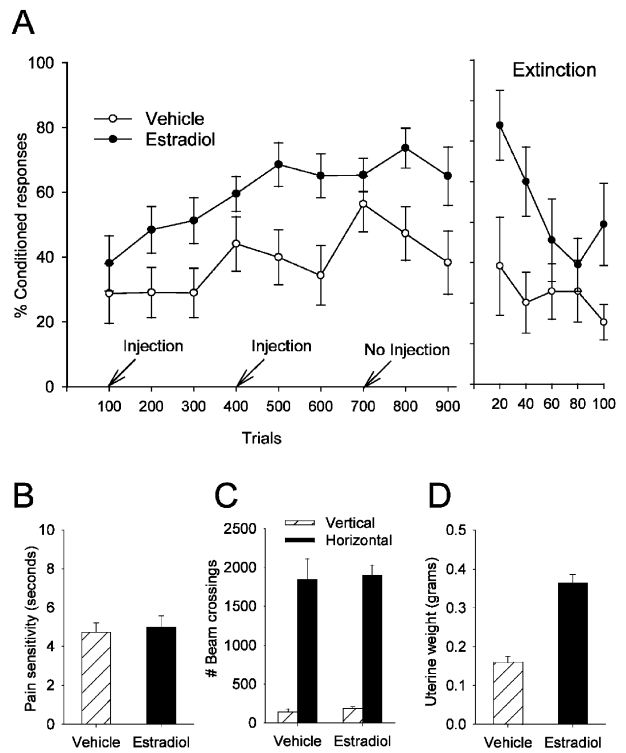 A
Extinction
Vehicle
Estradiol
% Conditioned responses
100
80
60
40
20
0
Injection
Injection
No Injection
100 200 300 400 500 600 700 800 900
20 40 60 80 100
Trials
B
C
D
Vertical
Horizontal
Pain sensitivity (seconds)
10
8
6
4
2
0
Vehicle Estradiol
# Beam crossings
2500
2000
1500
1000
500
0
Vehicle Estradiol
Uterine weight (grams)
0.5
0.4
0.3
0.2
0.1
0.0
Vehicle Estradiol